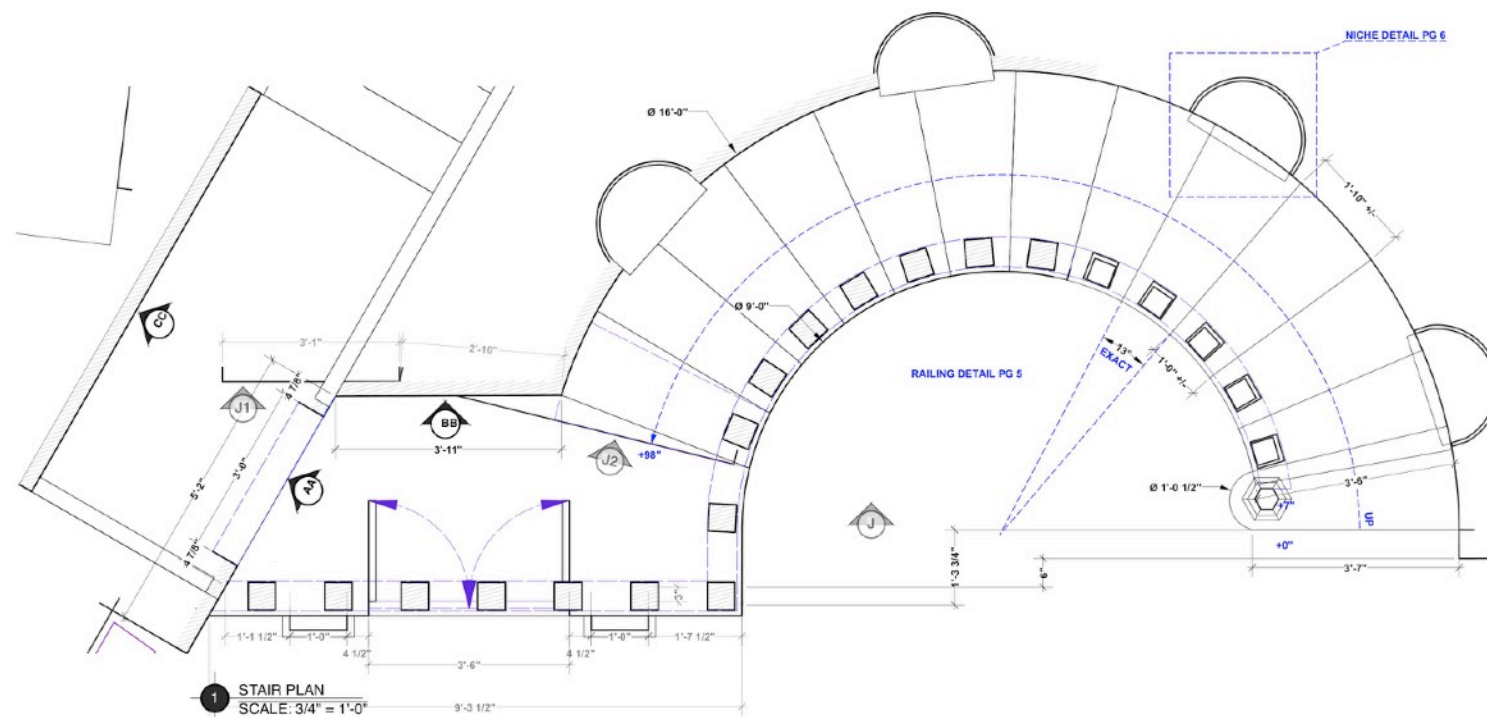 NICHE DETAIL PG 6
Ø 16'-0"
1'-10" +/-
CC
3'-1"
2'-10"
Ø 9'-0"
13"
EXACT
1'-0" +/-
RAILING DETAIL PG 5
4 7/8"
J1
BB
3'-11"
J2
+98"
3'-0"
5'-2"
AA
Ø 1'-0 1/2"
3'-6"
+7"
UP
J
+0"
4 7/8"
1'-3 3/4"
6"
3'-7"
3"
1'-1 1/2"
1'-0"
4 1/2"
3'-6"
4 1/2"
1'-0"
1'-7 1/2"
1
STAIR PLAN
SCALE: 3/4" = 1'-0"
9'-3 1/2"